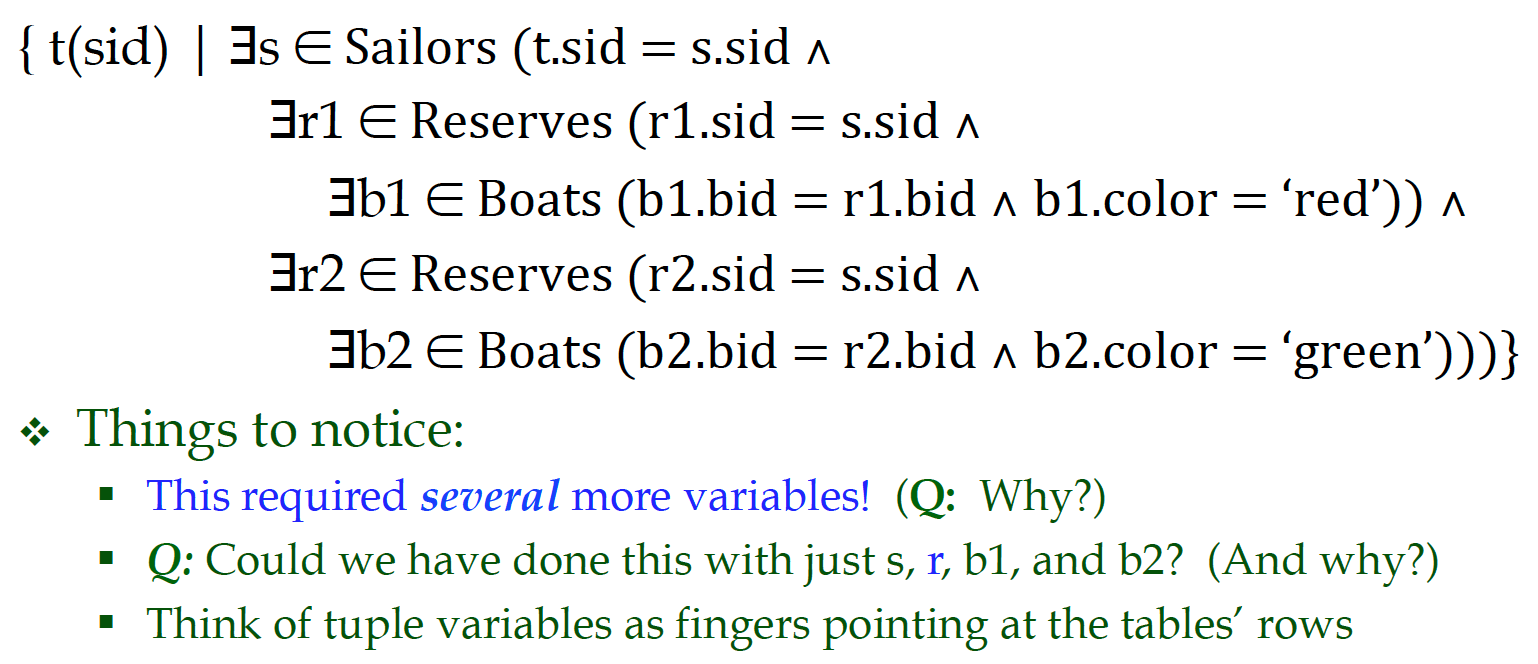 { t(sid) | ∃s ∈ Sailors (t.sid = s.sid ∧
∃r1 ∈ Reserves (r1.sid = s.sid ∧
∃b1 ∈ Boats (b1.bid = r1.bid ∧ b1.color = ‘red’)) ∧
∃r2 ∈ Reserves (r2.sid = s.sid ∧
∃b2 ∈ Boats (b2.bid = r2.bid ∧ b2.color = ‘green’)))}
❖ Things to notice:
▪ This required several more variables! (Q: Why?)
▪ Q: Could we have done this with just s, r, b1, and b2? (And why?)
▪ Think of tuple variables as fingers pointing at the tables’ rows